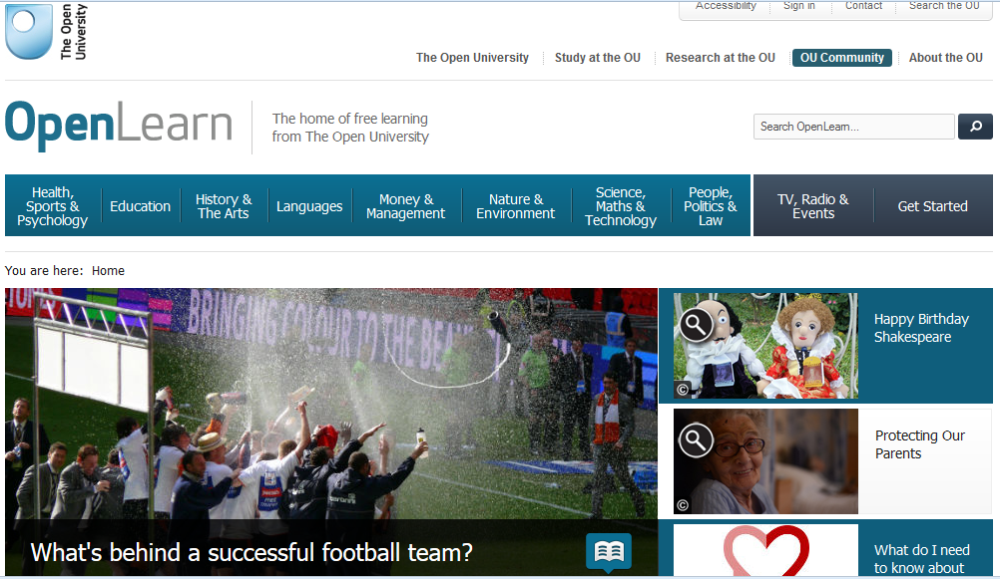 The Open
University
Accessibility
Sign in
Contact
Search the OU
The Open University
Study at the OU
Research at the OU
OU Community
About the OU
OpenLearn
The home of free learning
from The Open University
Search OpenLearn...
Health,
Sports &
Psychology
Education
History &
The Arts
Languages
Money &
Management
Nature &
Environment
Science,
Maths &
Technology
People,
Politics &
Law
TV, Radio &
Events
Get Started
You are here: Home
BRINGING TO THE
What's behind a successful football team?
©
Happy Birthday
Shakespeare
©
Protecting Our
Parents
What do I need
to know about